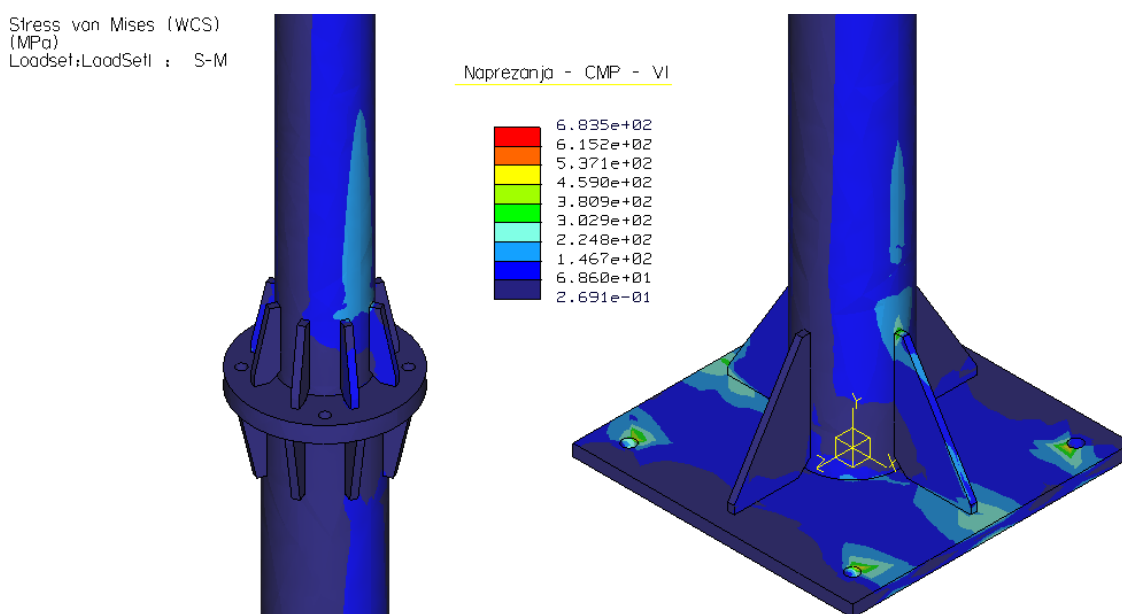 Stress von Mises (WCS)
(MPa)
Loadset:LoadSet1 : S-M
Naprezanja - CMP - VI
6.835e+02
6.152e+02
5.371e+02
4.590e+02
3.809e+02
3.029e+02
2.248e+02
1.467e+02
6.860e+01
2.691e-01
Y
Z
X